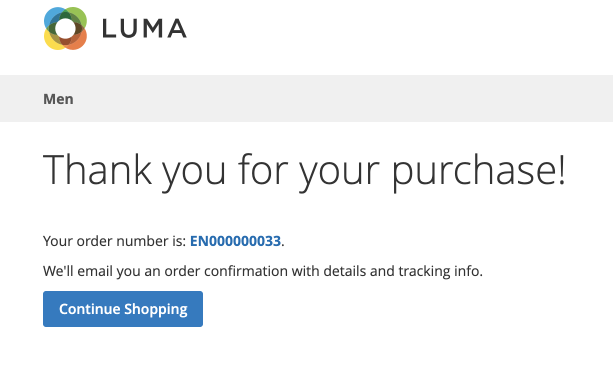 LUMA
Men
Thank you for your purchase!
Your order number is: EN000000033.
We'll email you an order confirmation with details and tracking info.
Continue Shopping